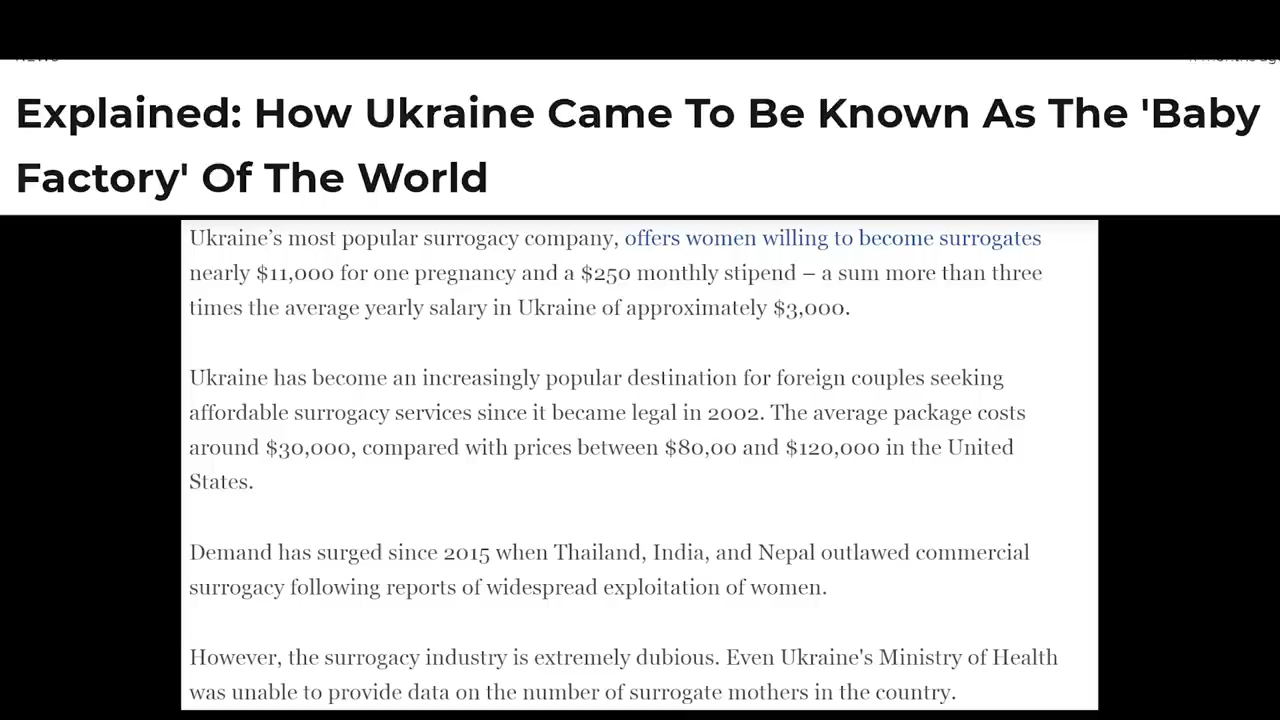 Explained: How Ukraine Came To Be Known As The 'Baby
Factory' Of The World
Ukraine's most popular surrogacy company, offers women willing to become surrogates
nearly $11,000 for one pregnancy and a $250 monthly stipend – a sum more than three
times the average yearly salary in Ukraine of approximately $3,000.
Ukraine has become an increasingly popular destination for foreign couples seeking
affordable surrogacy services since it became legal in 2002. The average package costs
around $30,000, compared with prices between $80,00 and $120,000 in the United
States.
Demand has surged since 2015 when Thailand, India, and Nepal outlawed commercial
surrogacy following reports of widespread exploitation of women.
However, the surrogacy industry is extremely dubious. Even Ukraine's Ministry of Health
was unable to provide data on the number of surrogate mothers in the country.